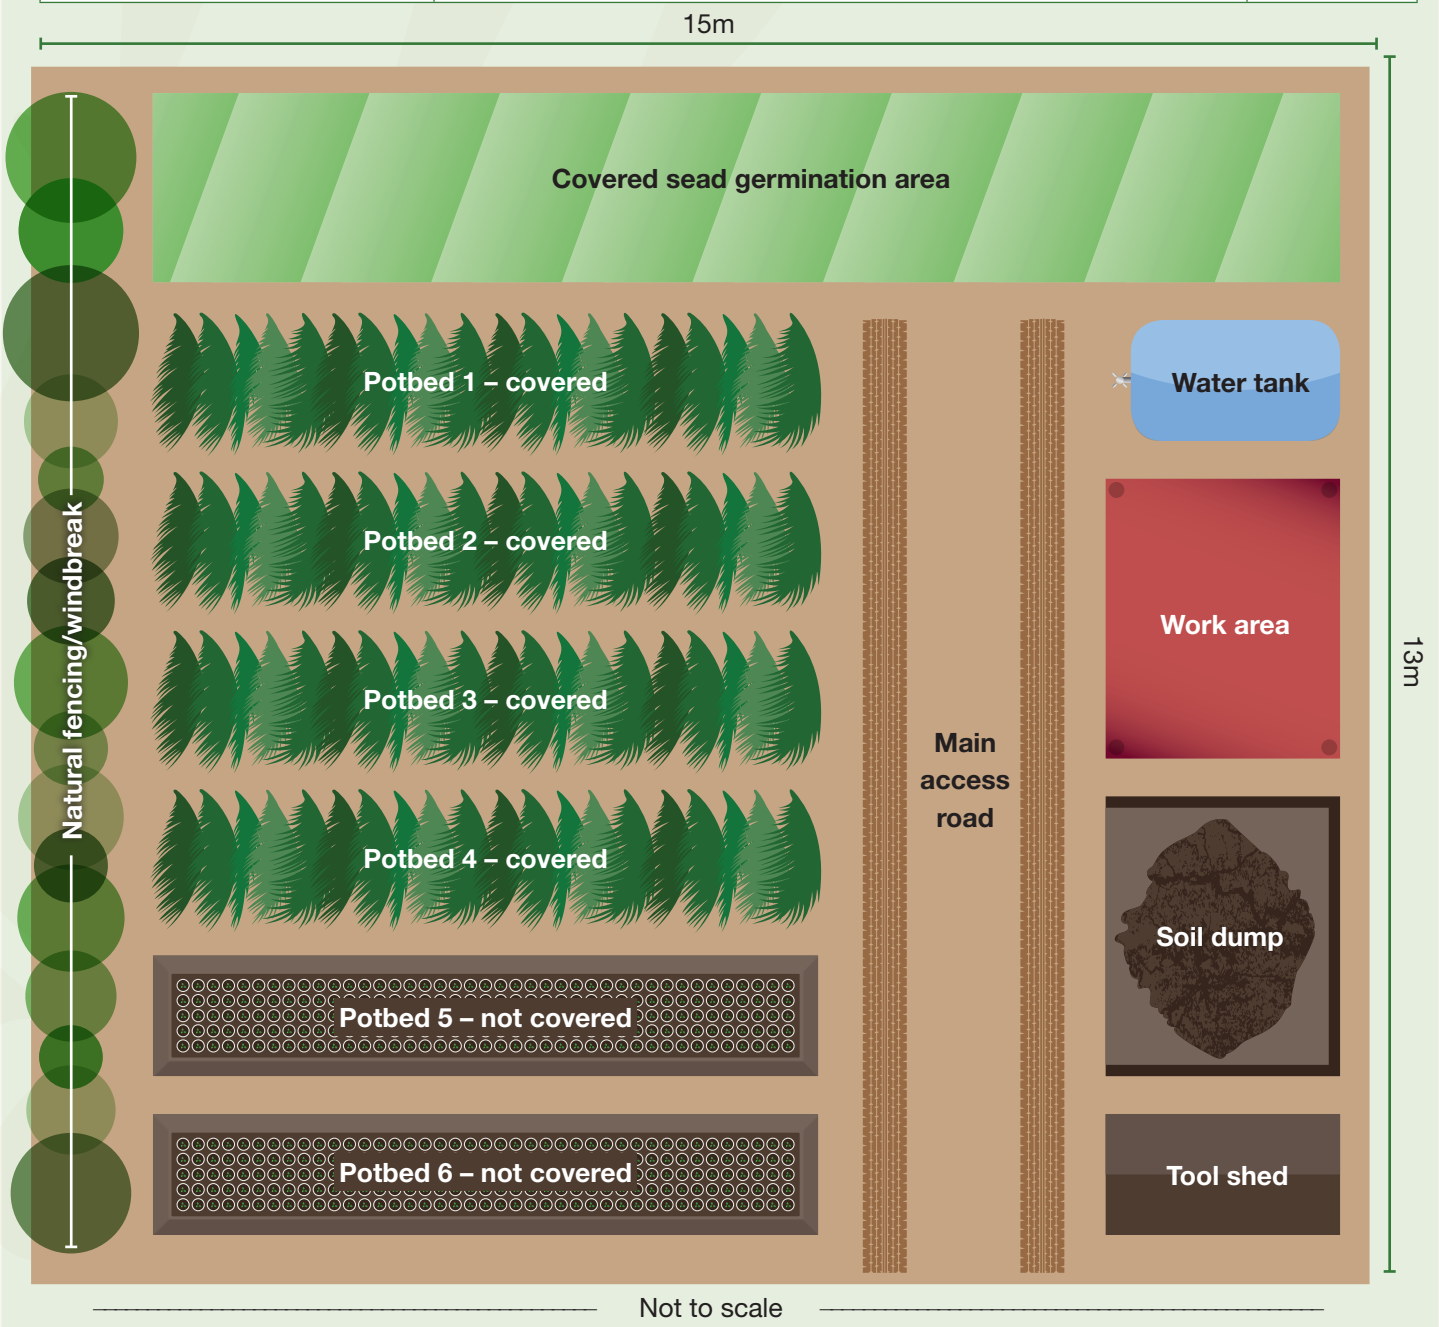 15m
Covered sead germination area
Potbed 1 – covered
Water tank
Potbed 2 – covered
Natural fencing/windbreak
Work area
13m
Potbed 3 – covered
Main
access
road
Potbed 4 – covered
Soil dump
Potbed 5 – not covered
Potbed 6 – not covered
Tool shed
Not to scale